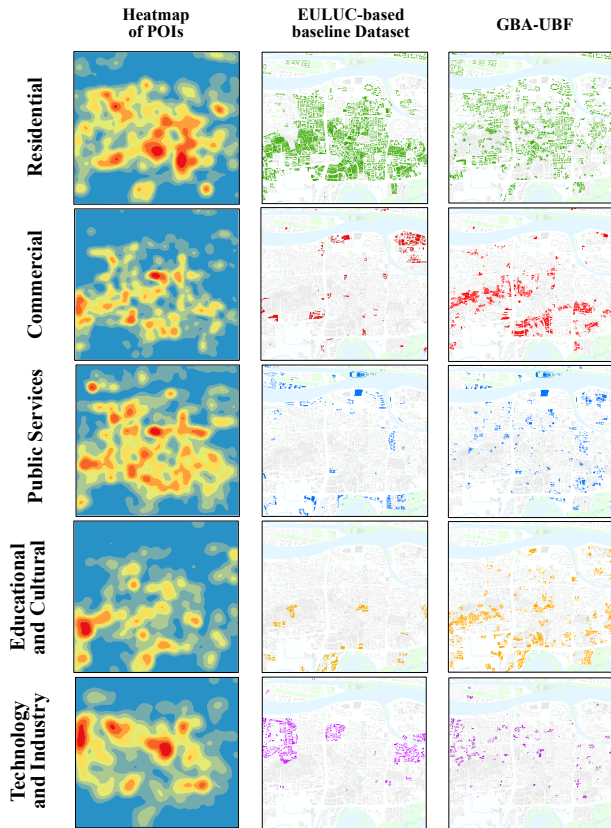 Heatmap
of POIs
EULUC-based
baseline Dataset
GBA-UBF
Residential
Commercial
Public Services
Educational
and Cultural
Technology
and Industry